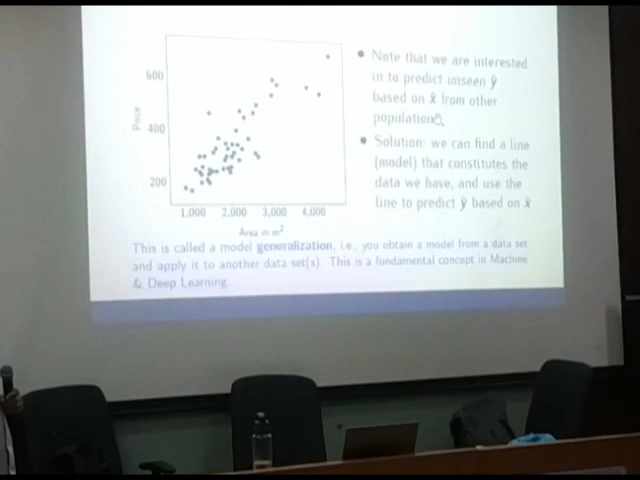 600
400
200
Price
1,000 2,000 3,000 4,000
Area in m²
• Note that we are interested
in to predict unseen ŷ
based on x̂ from other
population
• Solution: we can find a line
(model) that constitutes the
data we have, and use the
line to predict ŷ based on x̂
This is called a model generalization, i.e., you obtain a model from a data set
and apply it to another data set(s). This is a fundamental concept in Machine
& Deep Learning